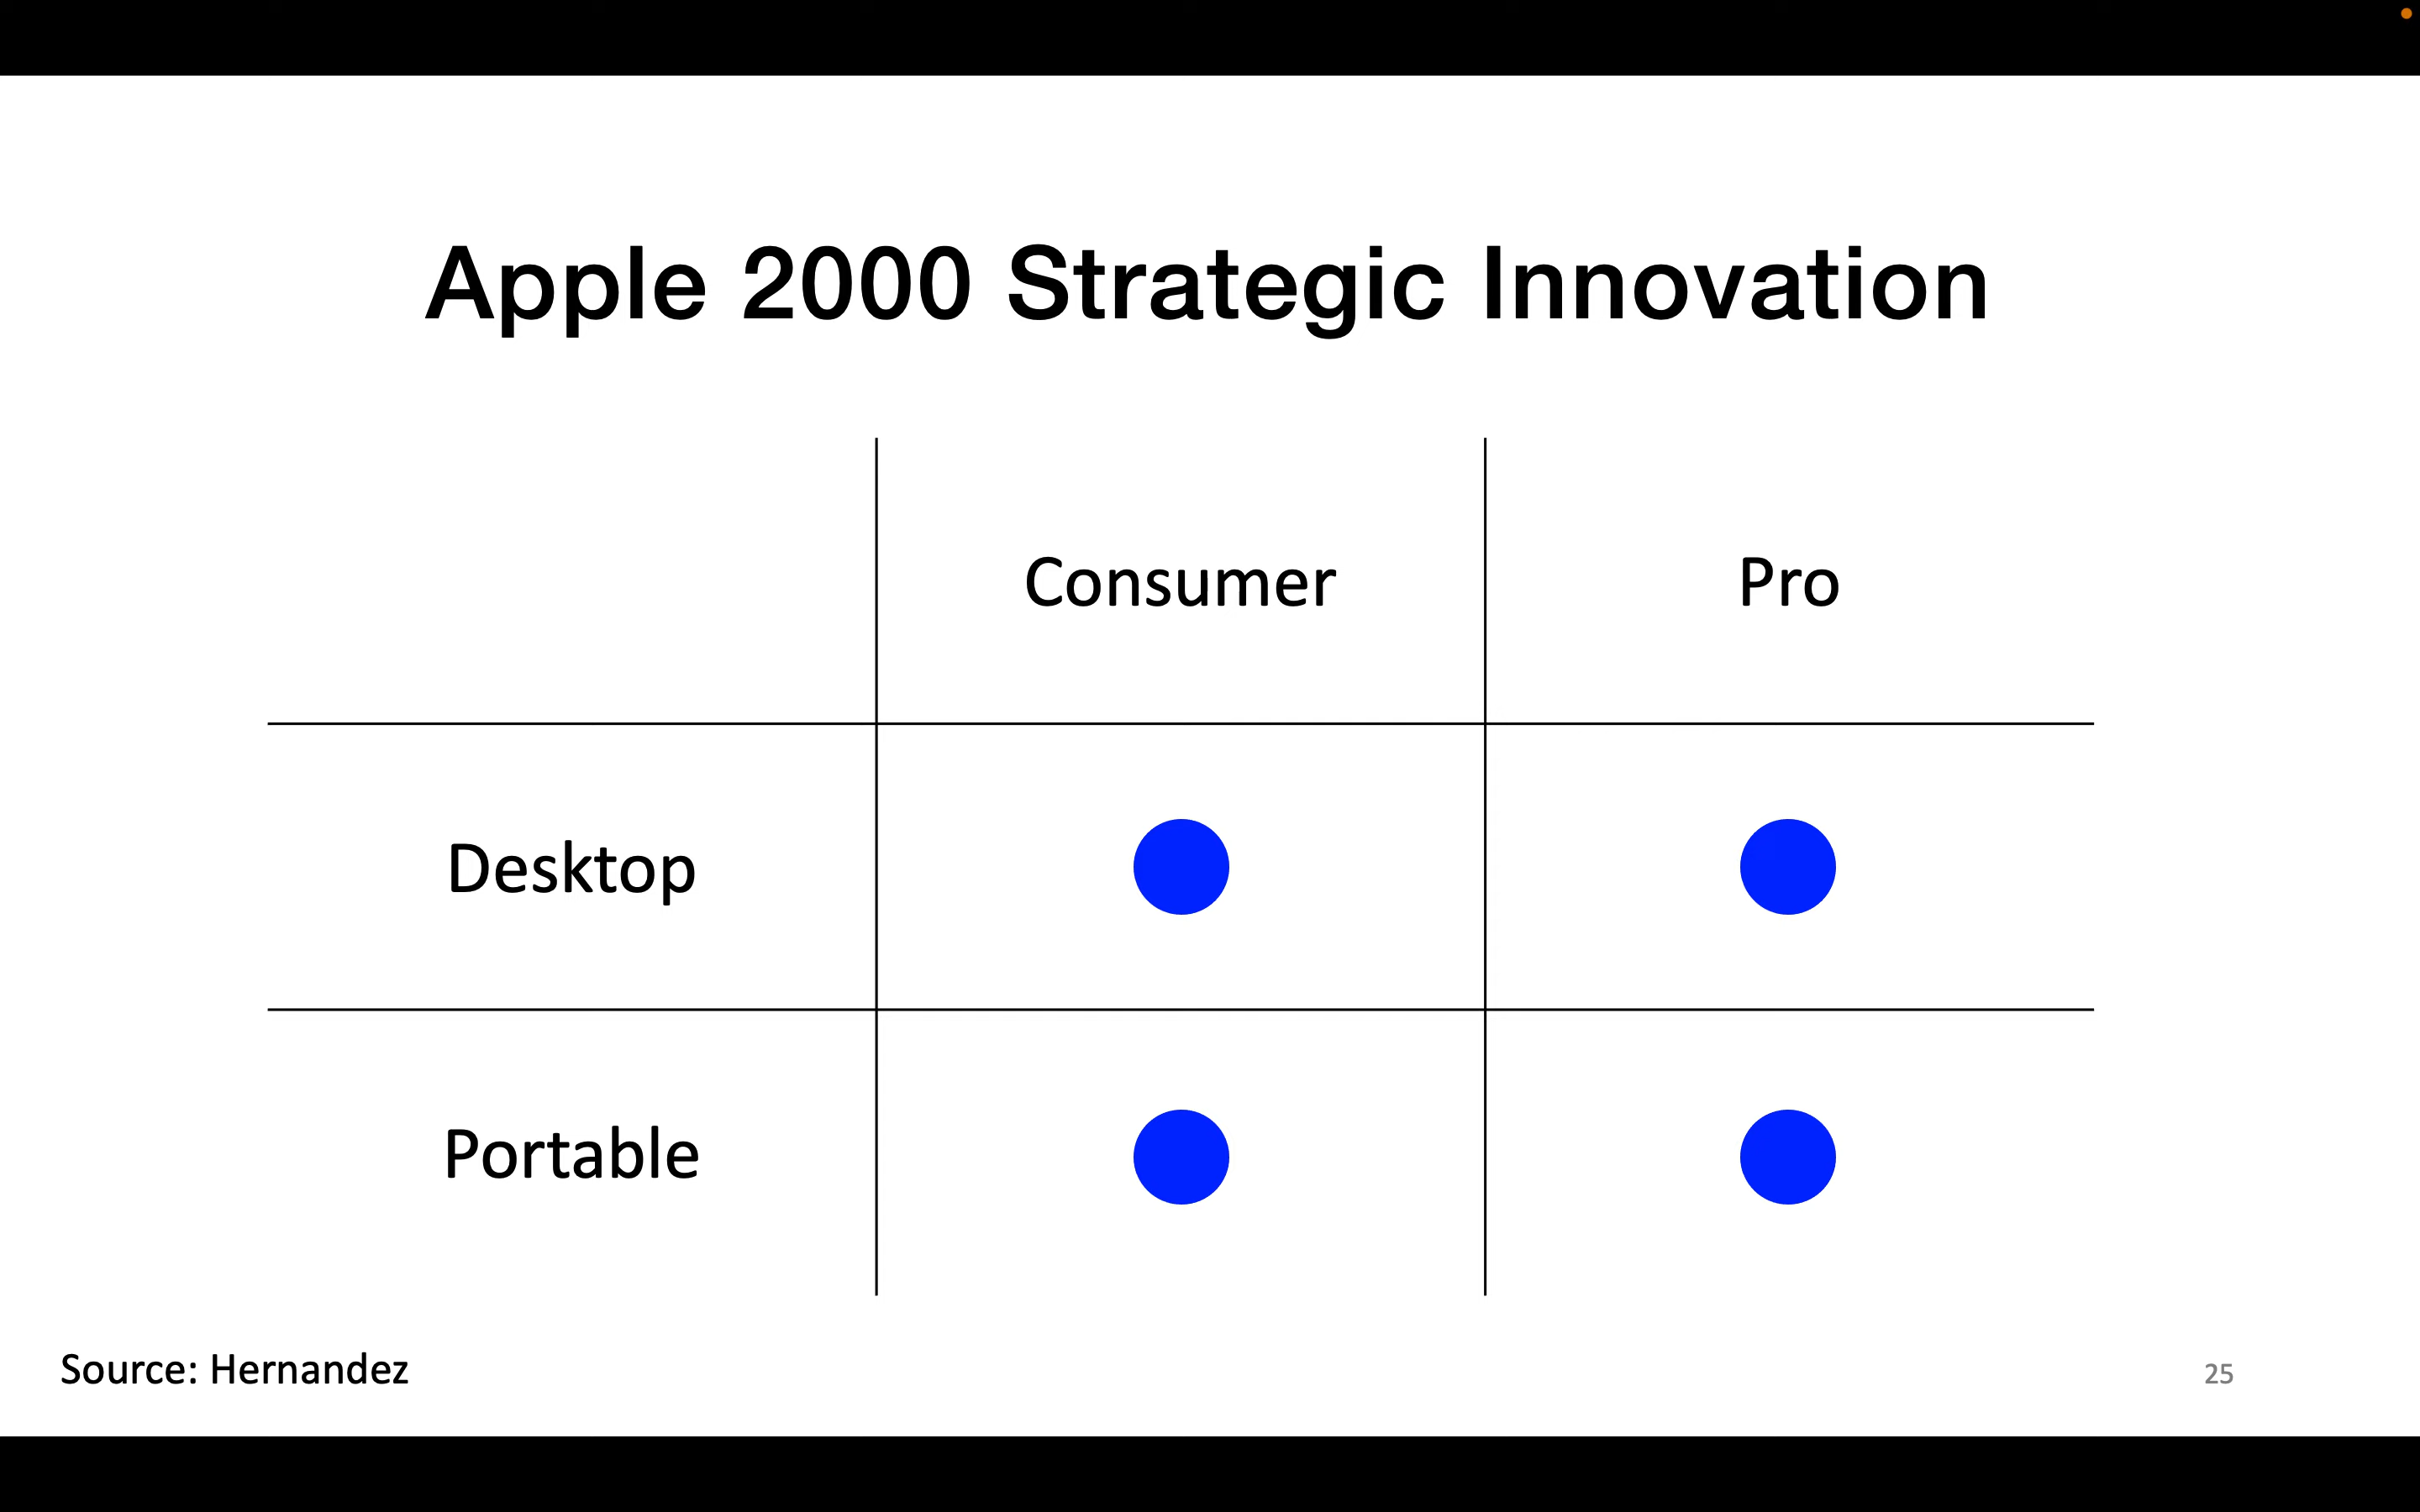 Apple 2000 Strategic Innovation
Consumer Pro
Desktop
Portable
Source: Hernandez
25